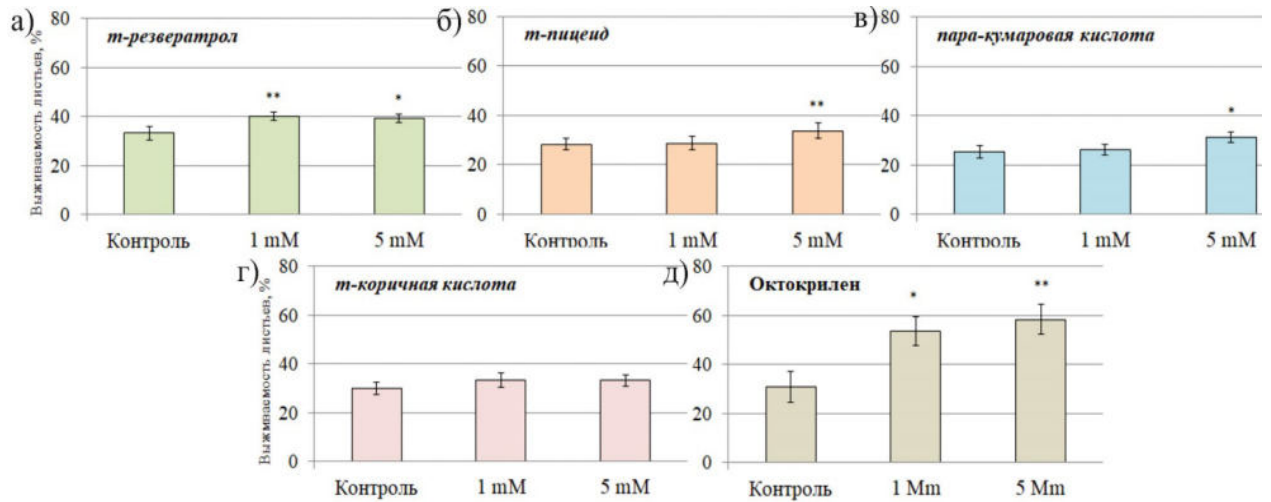 а)
Выживаемость листьев, %
80
60
40
20
0
т-резвератрол
**
*
Контроль
1 mM
5 mM
б)
80
60
40
20
0
т-пицеид
**
Контроль
1 mM
5 mM
в)
80
60
40
20
0
пара-кумаровая кислота
*
Контроль
1 mM
5 mM
г)
Выживаемость листьев, %
80
60
40
20
0
т-коричная кислота
Контроль
1 mM
5 mM
д)
80
60
40
20
0
Октокрилен
*
**
Контроль
1 Mm
5 Mm